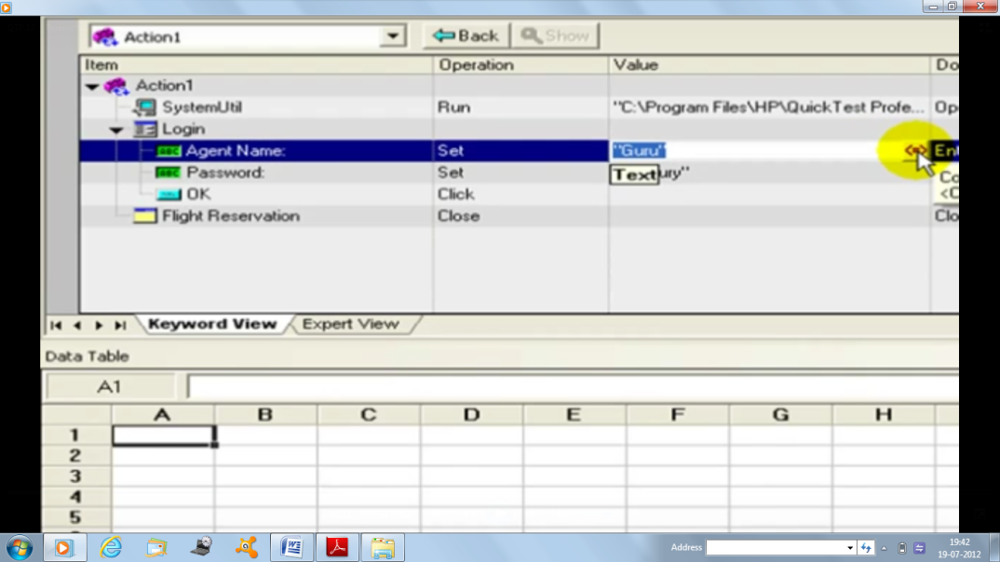 Action1 Back Show
Item Operation Value Do
Action1
SystemUtil Run "C:\Program Files\HP\QuickTest Profe... Op
Login
Agent Name: Set "Guru" Ent
Password: Set Text ury" Co
OK Click <C
Flight Reservation Close Clo
Keyword View Expert View
Data Table
A1
A B C D E F G H
1
2
3
4
5
Address 19:42
19-07-2012